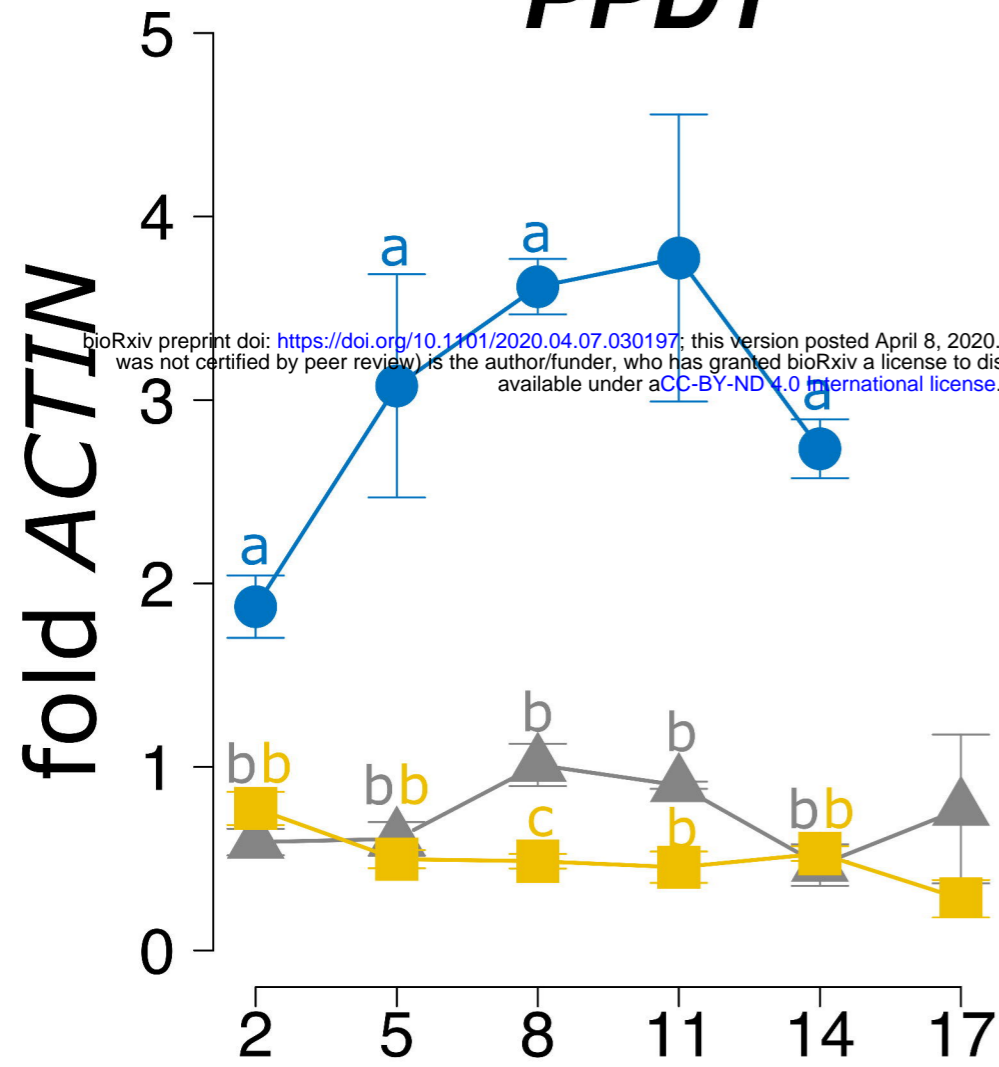 PPD1
5
4
3
2
1
0
fold ACTIN
a
a
a
a
bioRxiv preprint doi: https://doi.org/10.1101/2020.04.07.030197; this version posted April 8, 2020.
was not certified by peer review) is the author/funder, who has granted bioRxiv a license to dis
available under aCC-BY-ND 4.0 International license.
b b
b b
b
c
b
b
b b
2 5 8 11 14 17